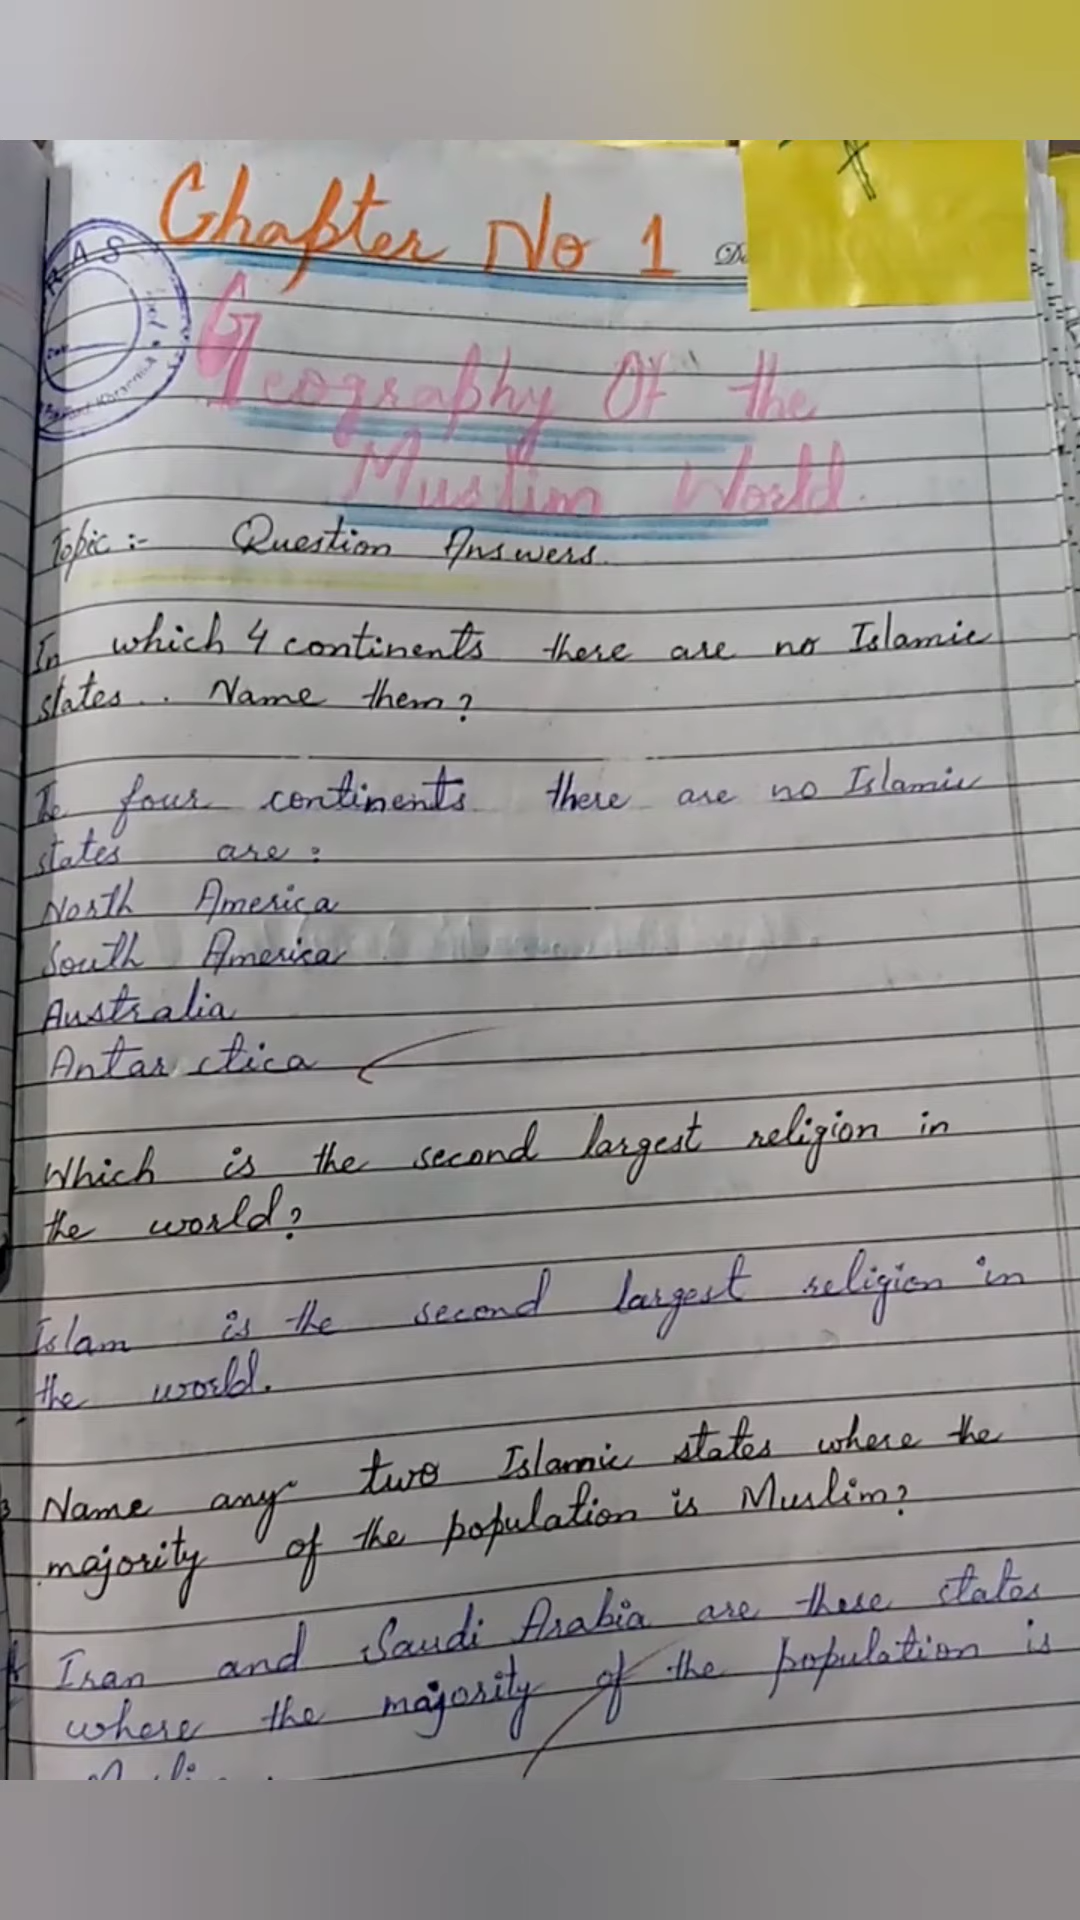 Chapter No 1
Geography Of the
Muslim World.
Topic :- Question Answers.
In which 4 continents there are no Islamic
states.. Name them?
Te four continents there are no Islamic
states are:
North America
South America
Australia
Antarctica
Which is the second largest religion in
the world?
Islam is the second largest religion in
the world.
Name any two Islamic states where the
majority of the population is Muslim?
Iran and Saudi Arabia are these states
where the majority of the population is